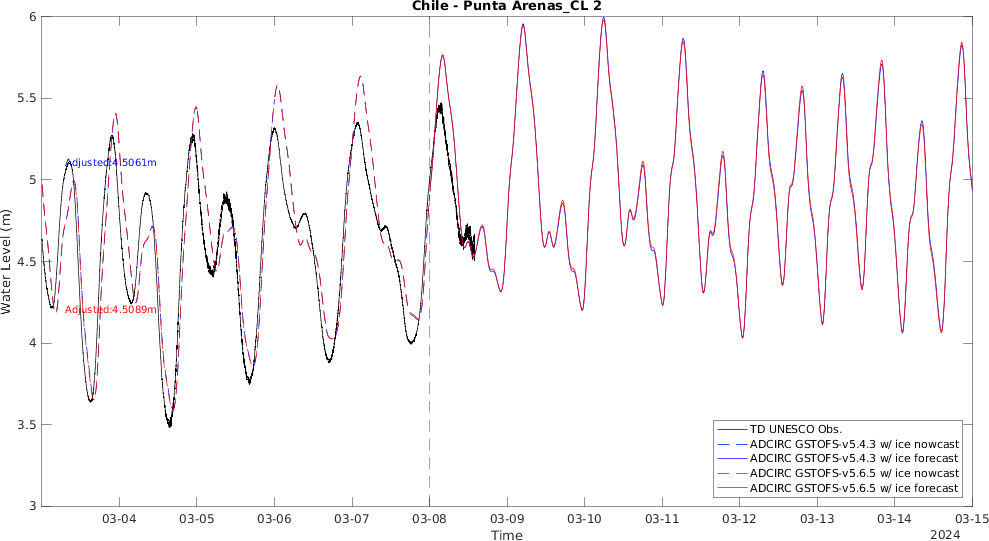 Chile - Punta Arenas_CL 2
6
5.5
5
4.5
4
3.5
3
Water Level (m)
Adjusted:4.5061m
Adjusted:4.5089m
TD UNESCO Obs.
ADCIRC GSTOFS-v5.4.3 w/ ice nowcast
ADCIRC GSTOFS-v5.4.3 w/ ice forecast
ADCIRC GSTOFS-v5.6.5 w/ ice nowcast
ADCIRC GSTOFS-v5.6.5 w/ ice forecast
03-04 03-05 03-06 03-07 03-08 03-09 03-10 03-11 03-12 03-13 03-14 03-15
Time
2024